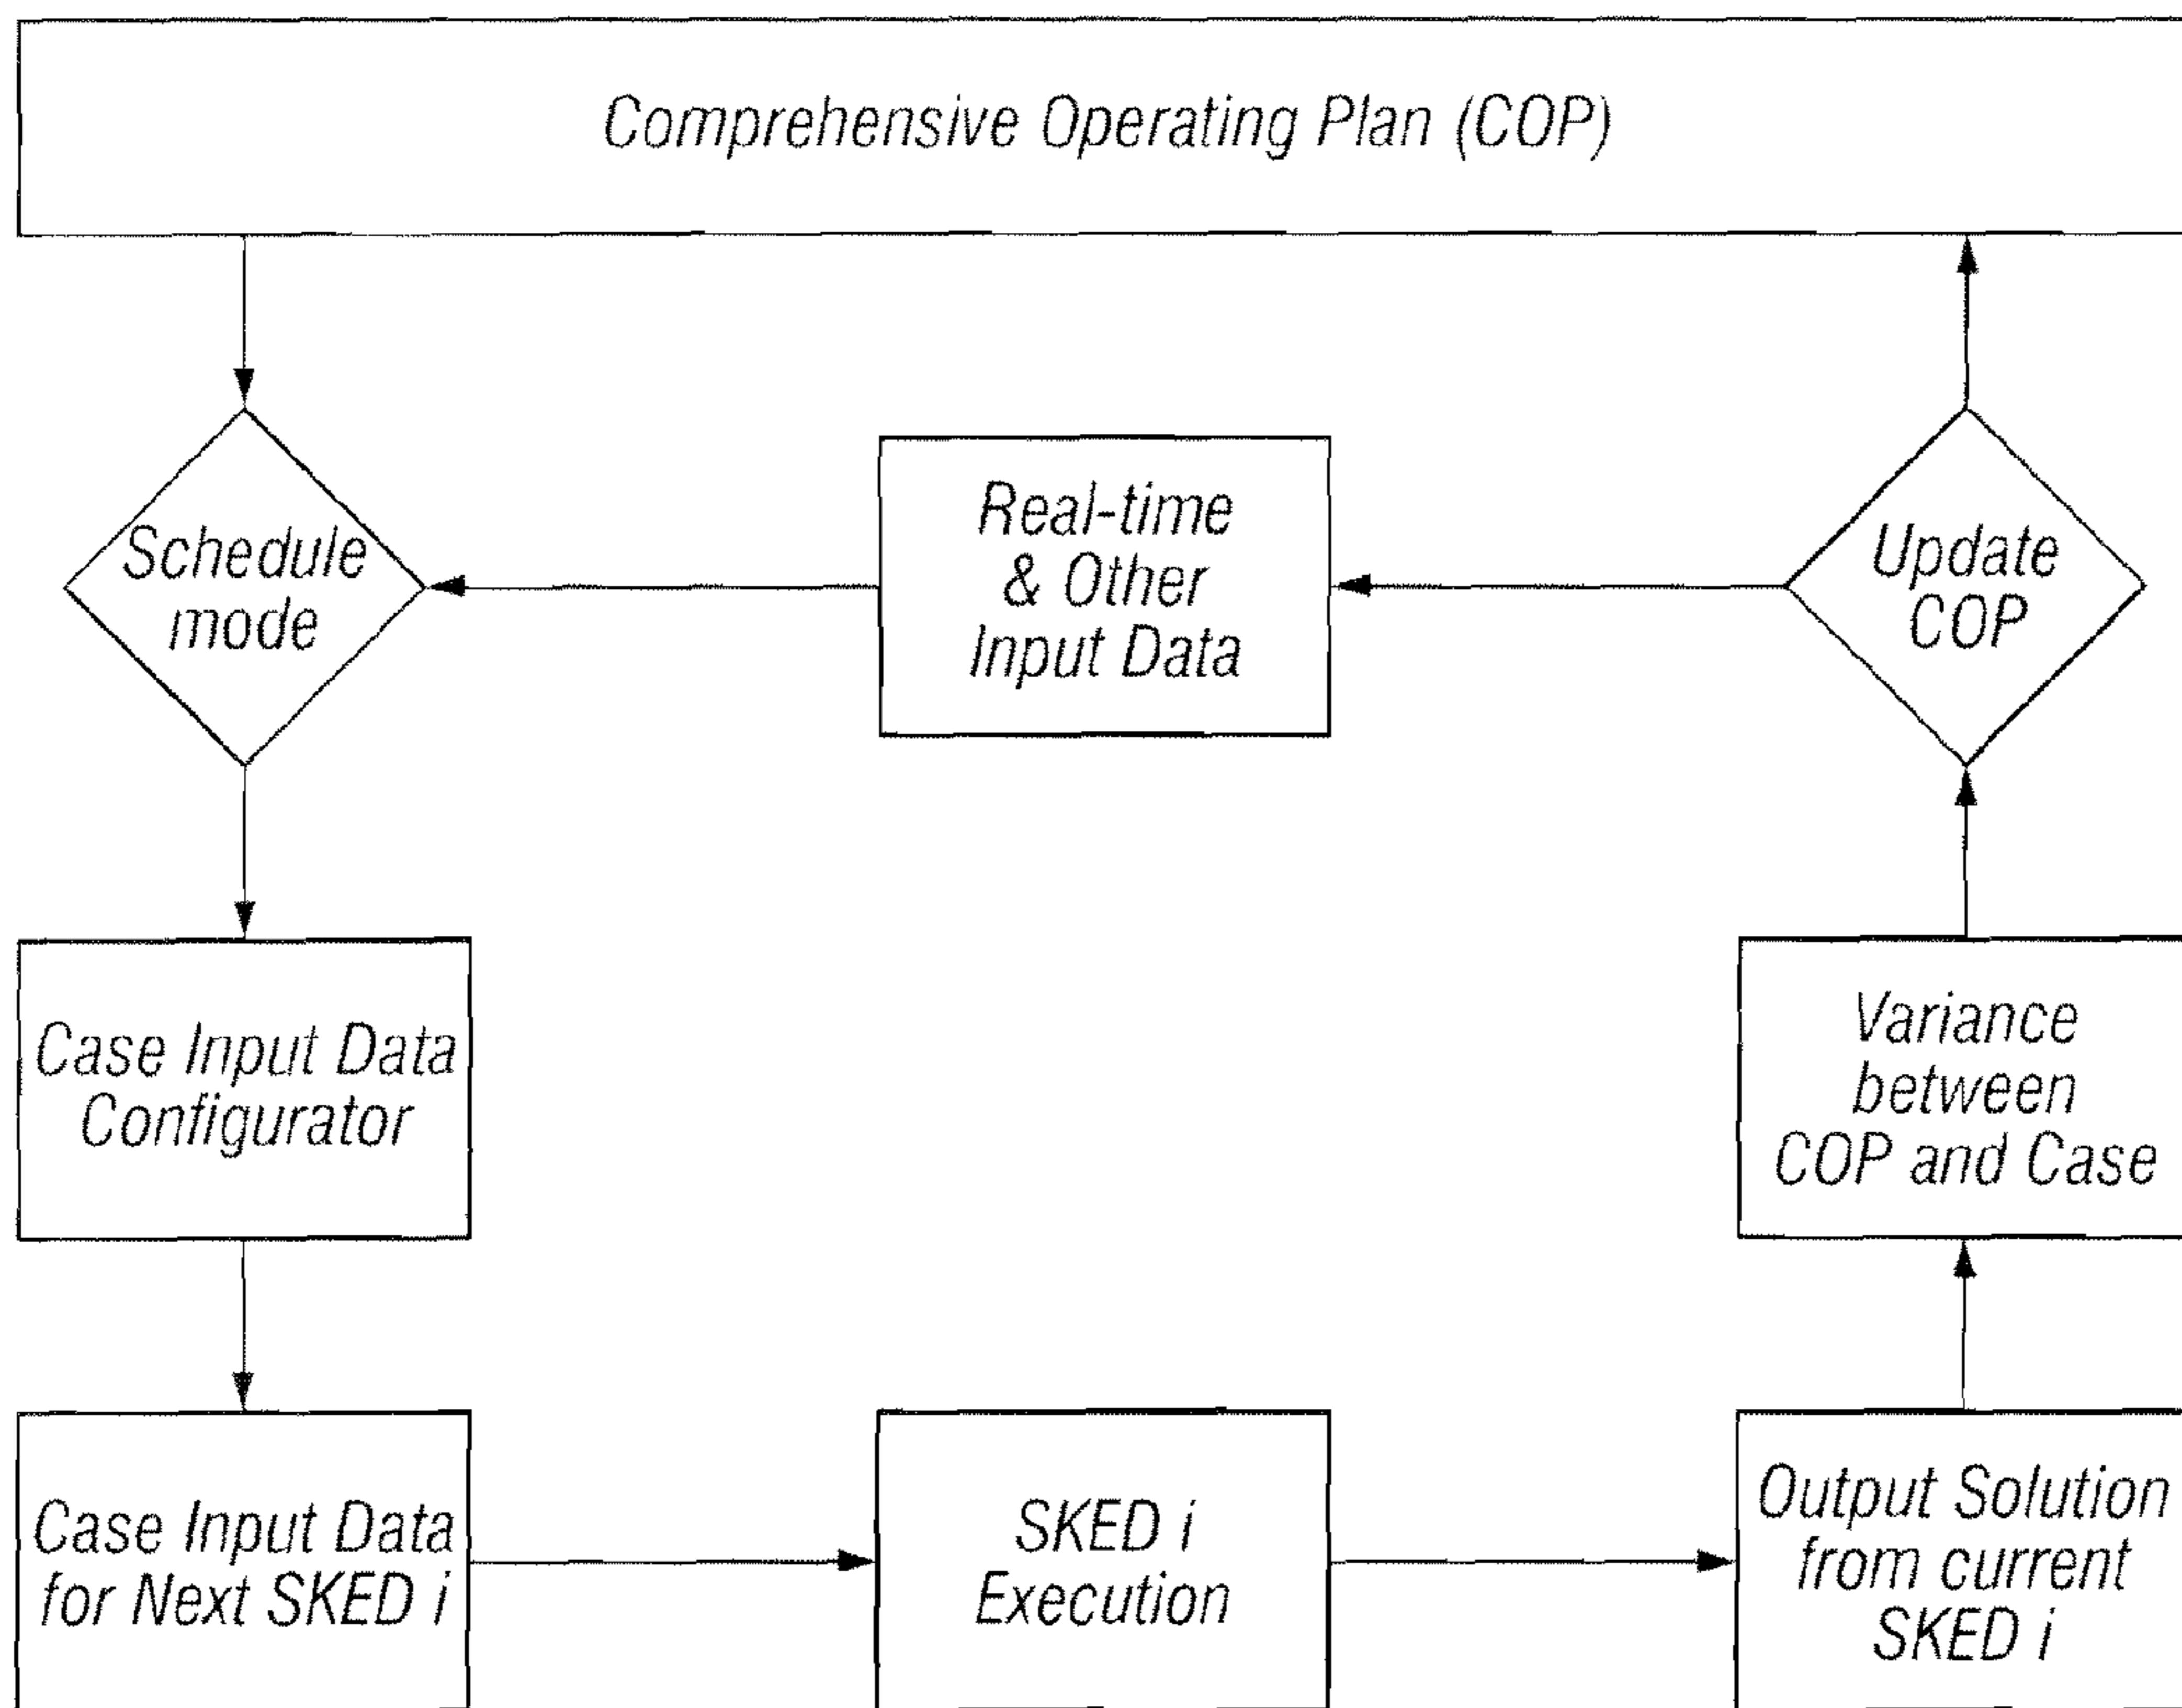 Comprehensive Operating Plan (COP)
Schedule
mode
Real-time
& Other
Input Data
Update
COP
Case Input Data
Configurator
Variance
between
COP and Case
Case Input Data
for Next SKED i
SKED i
Execution
Output Solution
from current
SKED i